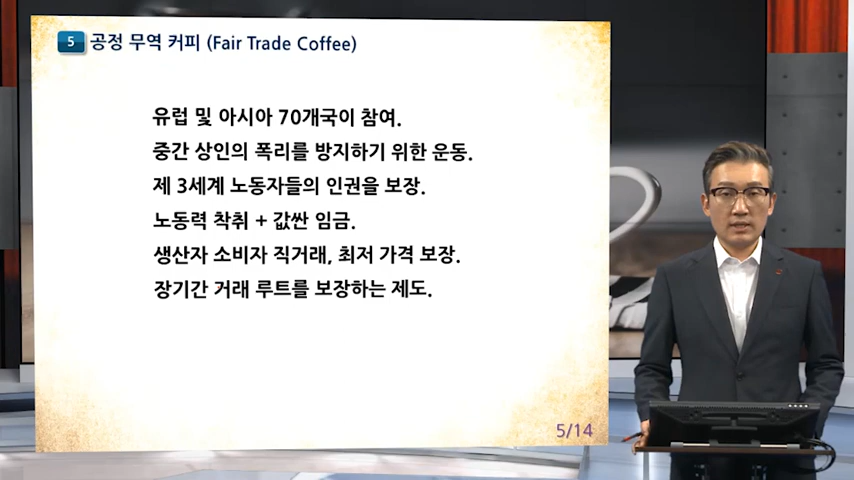 5 공정 무역 커피 (Fair Trade Coffee)
유럽 및 아시아 70개국이 참여.
중간 상인의 폭리를 방지하기 위한 운동.
제 3세계 노동자들의 인권을 보장.
노동력 착취 + 값싼 임금.
생산자 소비자 직거래, 최저 가격 보장.
장기간 거래 루트를 보장하는 제도.
5/14